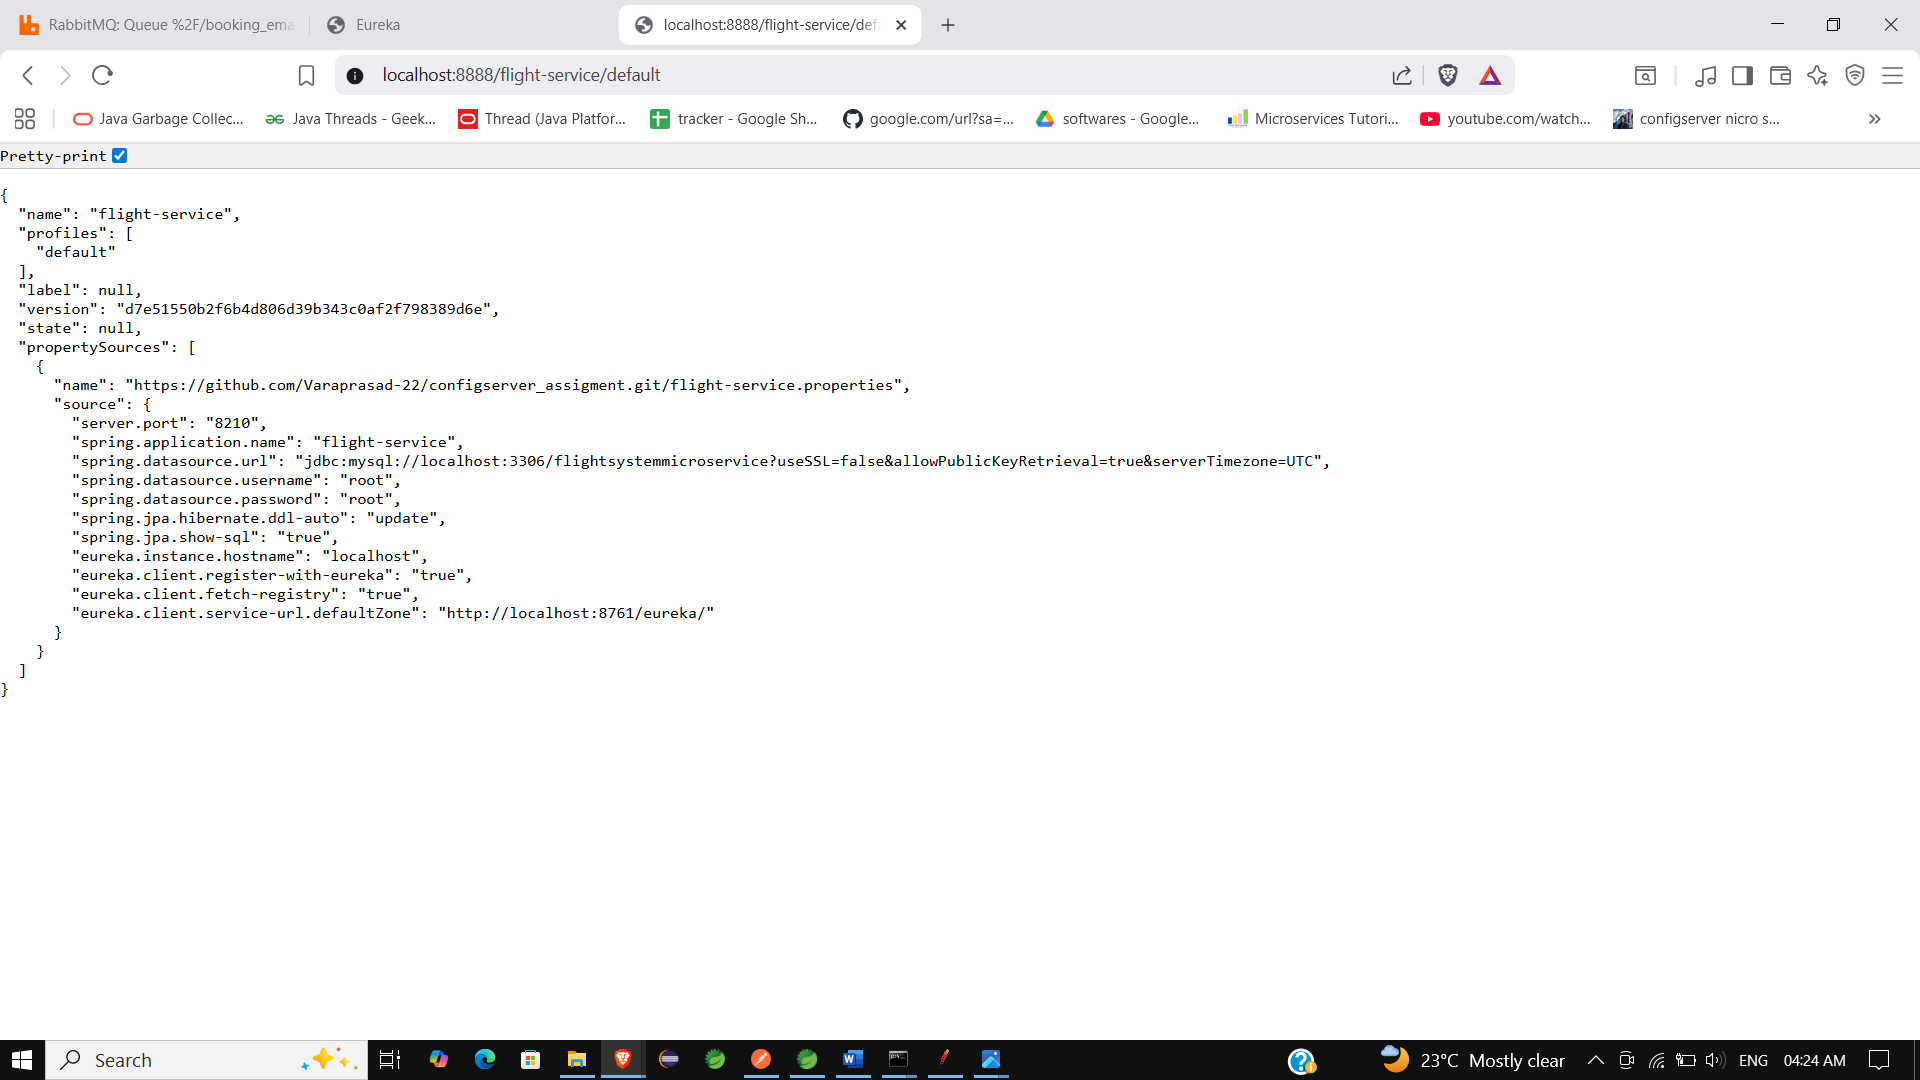 RabbitMQ: Queue %2F/booking_ema
Eureka
localhost:8888/flight-service/def
localhost:8888/flight-service/default
Java Garbage Collec...
Java Threads - Geek...
Thread (Java Platfor...
tracker - Google Sh...
google.com/url?sa=...
softwares - Google...
Microservices Tutori...
youtube.com/watch...
configserver nicro s...
Pretty-print
{
  "name": "flight-service",
  "profiles": [
    "default"
  ],
  "label": null,
  "version": "d7e51550b2f6b4d806d39b343c0af2f798389d6e",
  "state": null,
  "propertySources": [
    {
      "name": "https://github.com/Varaprasad-22/configserver_assigment.git/flight-service.properties",
      "source": {
        "server.port": "8210",
        "spring.application.name": "flight-service",
        "spring.datasource.url": "jdbc:mysql://localhost:3306/flightsystemmicroservice?useSSL=false&allowPublicKeyRetrieval=true&serverTimezone=UTC",
        "spring.datasource.username": "root",
        "spring.datasource.password": "root",
        "spring.jpa.hibernate.ddl-auto": "update",
        "spring.jpa.show-sql": "true",
        "eureka.instance.hostname": "localhost",
        "eureka.client.register-with-eureka": "true",
        "eureka.client.fetch-registry": "true",
        "eureka.client.service-url.defaultZone": "http://localhost:8761/eureka/"
      }
    }
  ]
}
Search
23°C Mostly clear
ENG
04:24 AM